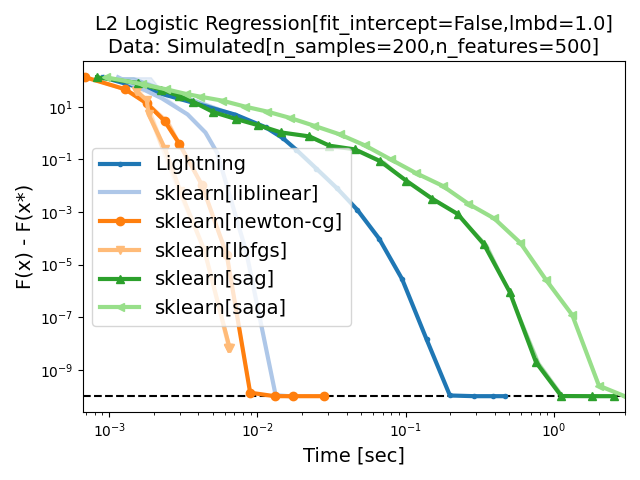 L2 Logistic Regression[fit_intercept=False,lmbd=1.0]
Data: Simulated[n_samples=200,n_features=500]
F(x) - F(x*)
10¹
10⁻¹
10⁻³
10⁻⁵
10⁻⁷
10⁻⁹
Lightning
sklearn[liblinear]
sklearn[newton-cg]
sklearn[lbfgs]
sklearn[sag]
sklearn[saga]
10⁻³
10⁻²
10⁻¹
10⁰
Time [sec]